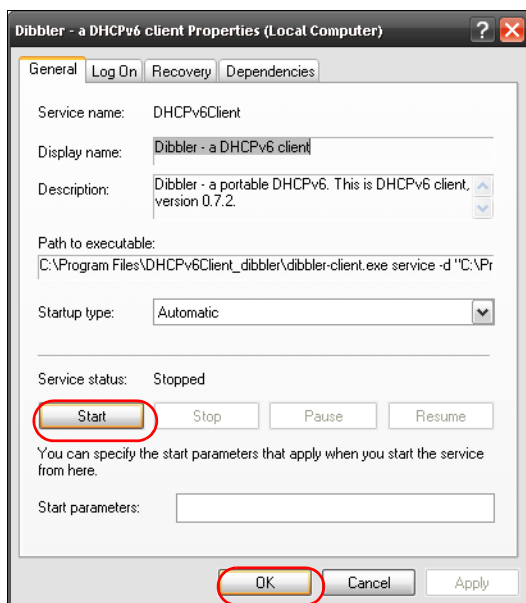 Dibbler - a DHCPv6 client Properties (Local Computer)
General Log On Recovery Dependencies
Service name: DHCPv6Client
Display name: Dibbler - a DHCPv6 client
Description: Dibbler - a portable DHCPv6. This is DHCPv6 client,
version 0.7.2.
Path to executable:
C:\Program Files\DHCPv6Client_dibbler\dibbler-client.exe service -d "C:\Pr
Startup type: Automatic
Service status: Stopped
Start Stop Pause Resume
You can specify the start parameters that apply when you start the service
from here.
Start parameters:
OK Cancel Apply